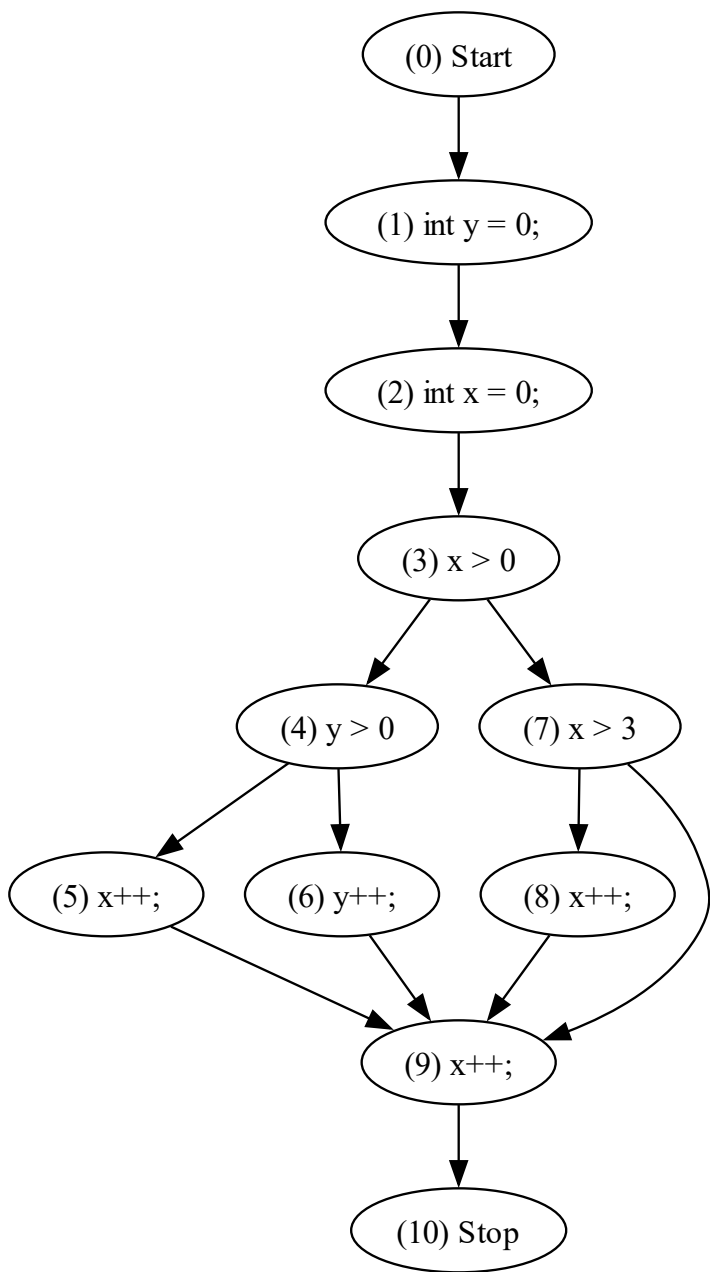 (0) Start
(1) int y = 0;
(2) int x = 0;
(3) x > 0
(4) y > 0
(7) x > 3
(5) x++;
(6) y++;
(8) x++;
(9) x++;
(10) Stop